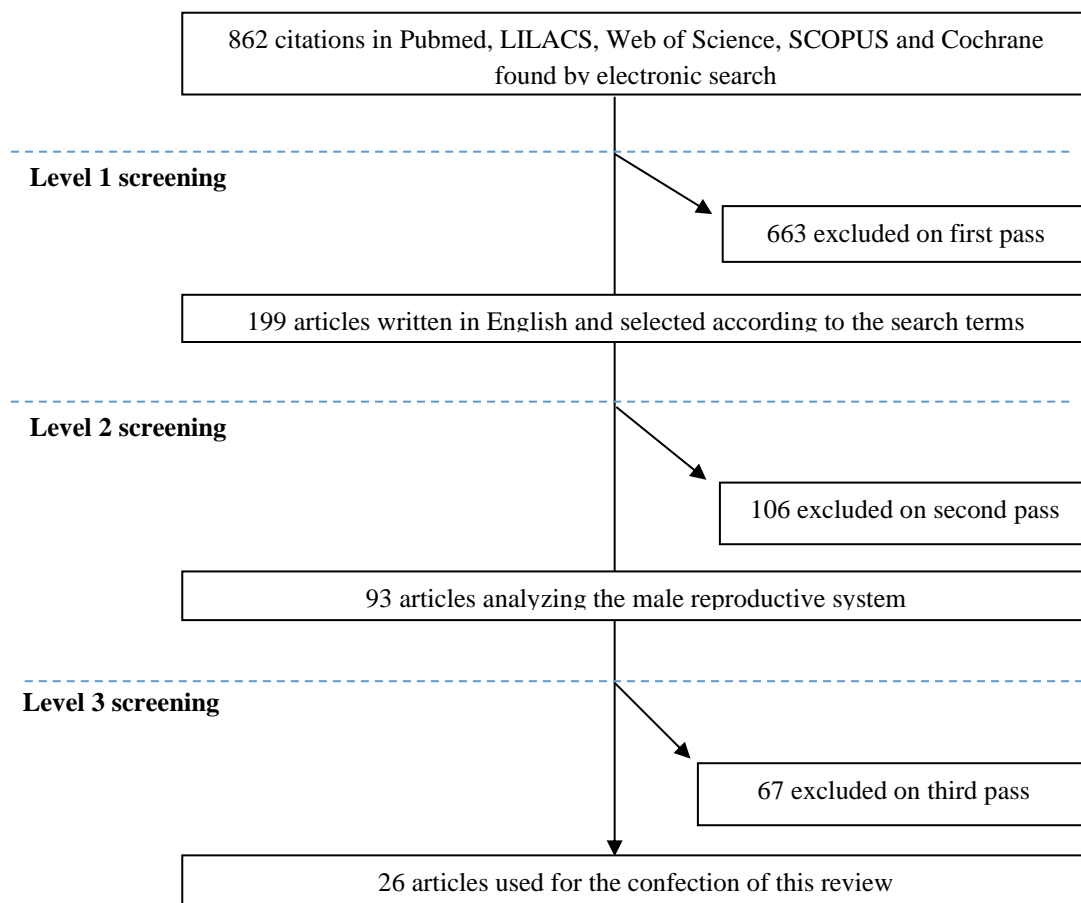 862 citations in Pubmed, LILACS, Web of Science, SCOPUS and Cochrane
found by electronic search
Level 1 screening
663 excluded on first pass
199 articles written in English and selected according to the search terms
Level 2 screening
106 excluded on second pass
93 articles analyzing the male reproductive system
Level 3 screening
67 excluded on third pass
26 articles used for the confection of this review